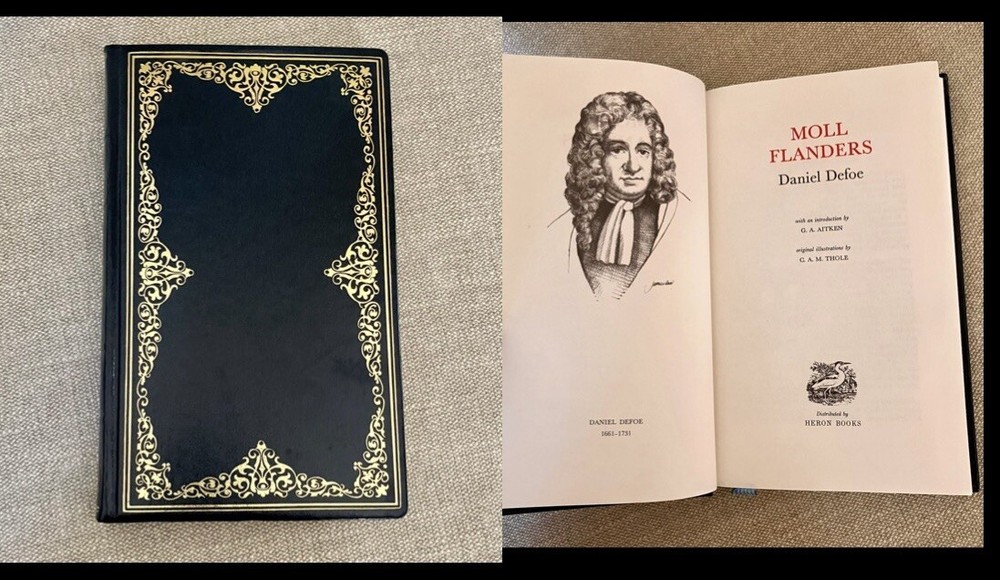 DANIEL DEFOE
1661–1731
MOLL
FLANDERS
Daniel Defoe
with an introduction by
G. A. AITKEN
original illustrations by
C. A. M. THOLE
Distributed by
HERON BOOKS